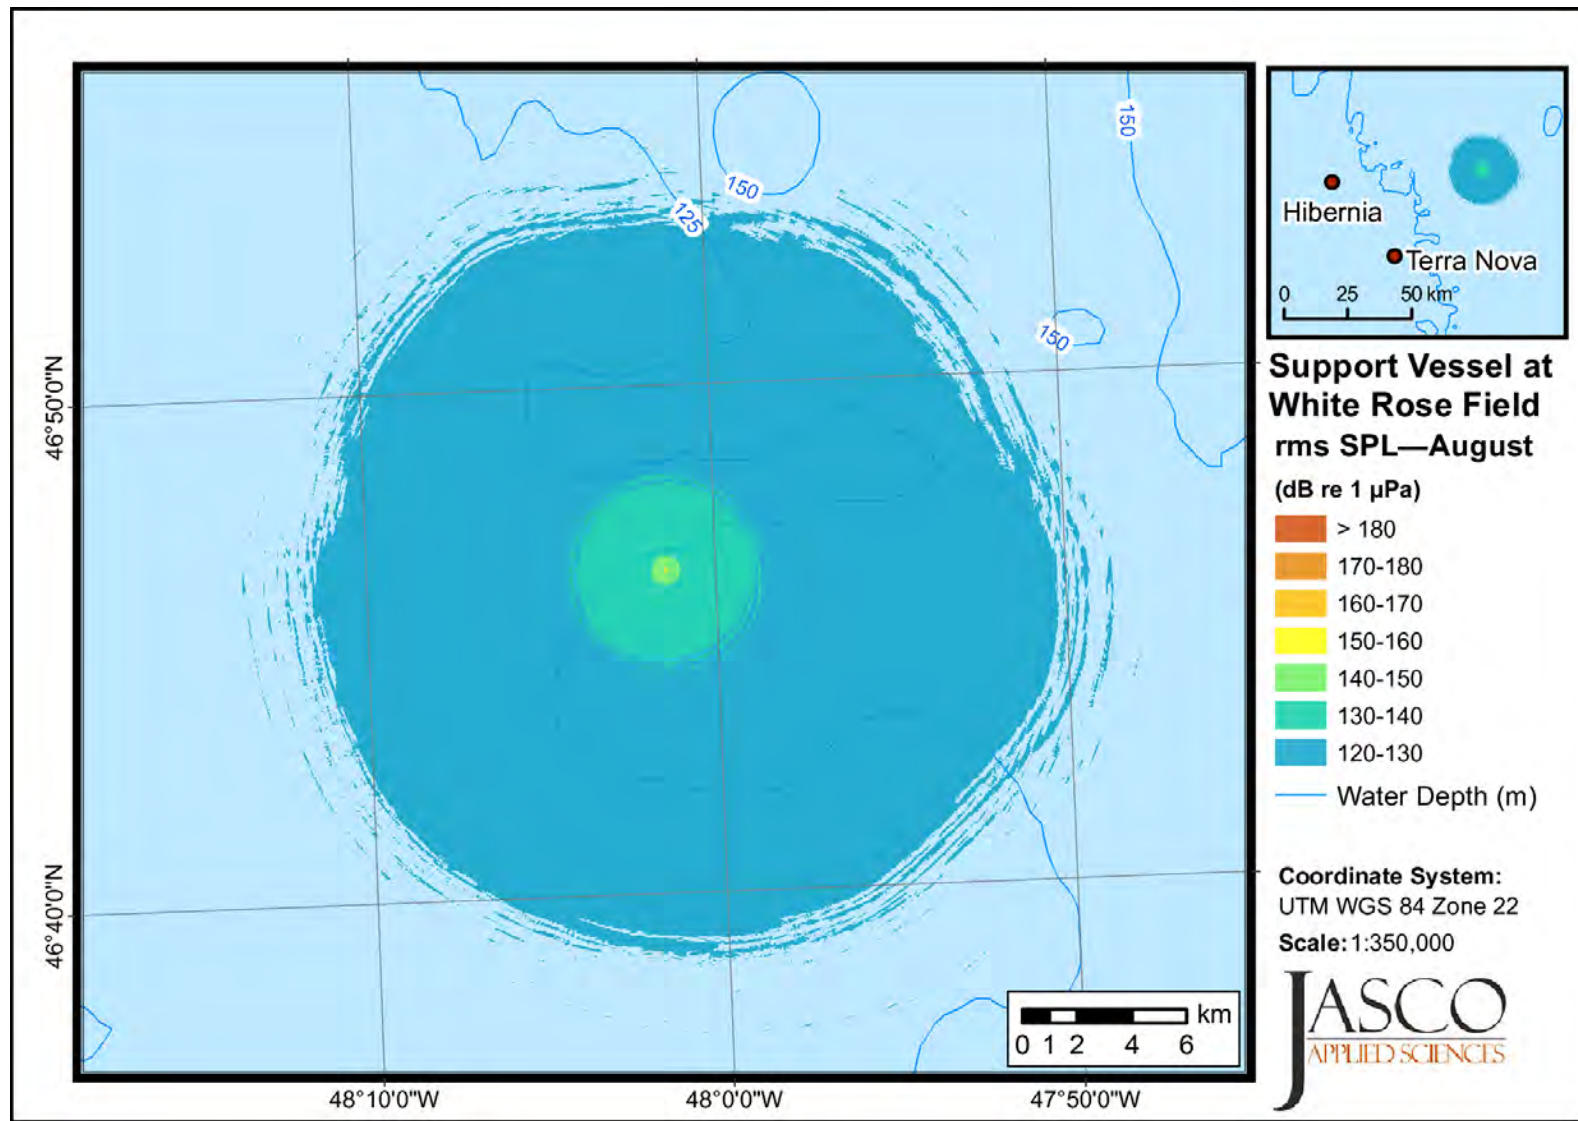 150
125
150
150
46°50'0"N
46°40'0"N
48°10'0"W
48°0'0"W
47°50'0"W
km
0 1 2 4 6
Hibernia
Terra Nova
0 25 50 km
Support Vessel at
White Rose Field
rms SPL—August
(dB re 1 µPa)
> 180
170-180
160-170
150-160
140-150
130-140
120-130
Water Depth (m)
Coordinate System:
UTM WGS 84 Zone 22
Scale: 1:350,000
JASCO
APPLIED SCIENCES